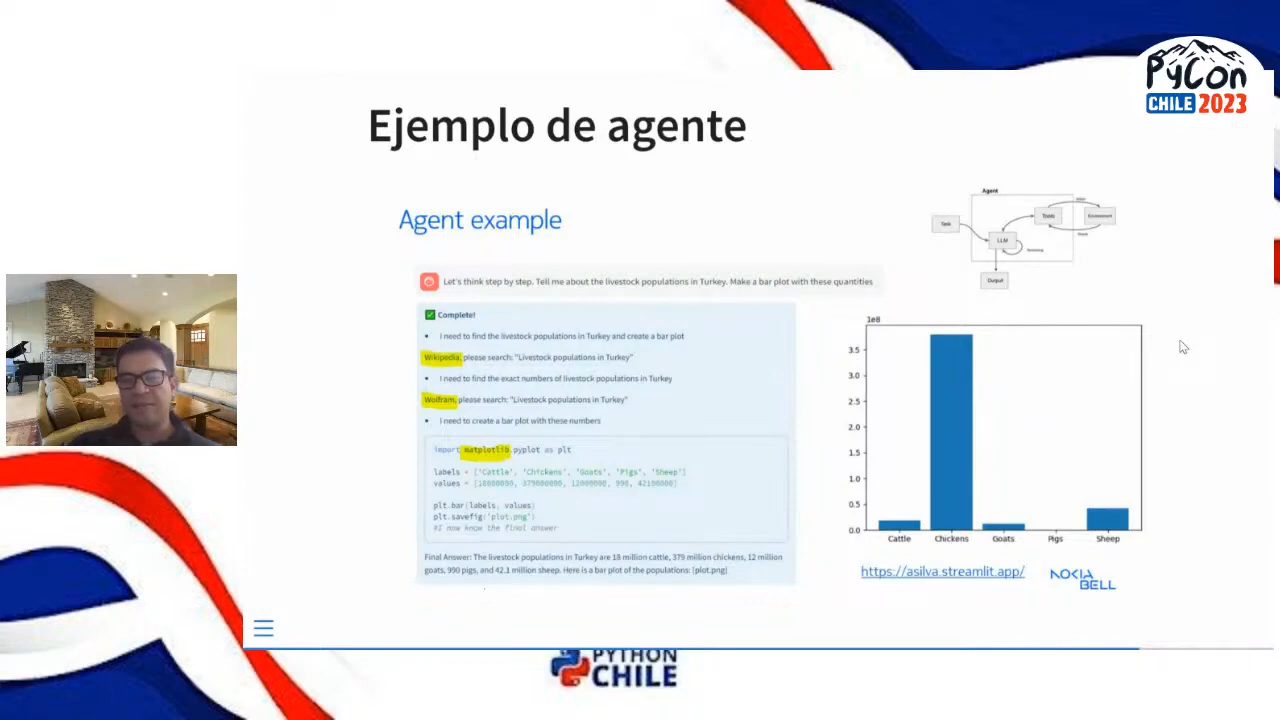 PyCon
CHILE 2023
Ejemplo de agente
Agent example
Let's think step by step. Tell me about the livestock populations in Turkey. Make a bar plot with these quantities
Complete!
• I need to find the livestock populations in Turkey and create a bar plot
Wikipedia, please search: "Livestock populations in Turkey"
• I need to find the exact numbers of livestock populations in Turkey
Wolfram, please search: "Livestock populations in Turkey"
• I need to create a bar plot with these numbers
import matplotlib.pyplot as plt
labels = ['Cattle', 'Chickens', 'Goats', 'Pigs', 'Sheep']
values = [18000000, 379000000, 12000000, 990, 42100000]
plt.bar(labels, values)
plt.savefig('plot.png')
#I now know the final answer
Final Answer: The livestock populations in Turkey are 18 million cattle, 379 million chickens, 12 million
goats, 990 pigs, and 42.1 million sheep. Here is a bar plot of the populations: [plot.png]
Agent
Task
LLM
Tools
Environment
Output
1e8
3.5
3.0
2.5
2.0
1.5
1.0
0.5
0.0
Cattle Chickens Goats Pigs Sheep
https://asilva.streamlit.app/
NOKIA
BELL
PYTHON
CHILE